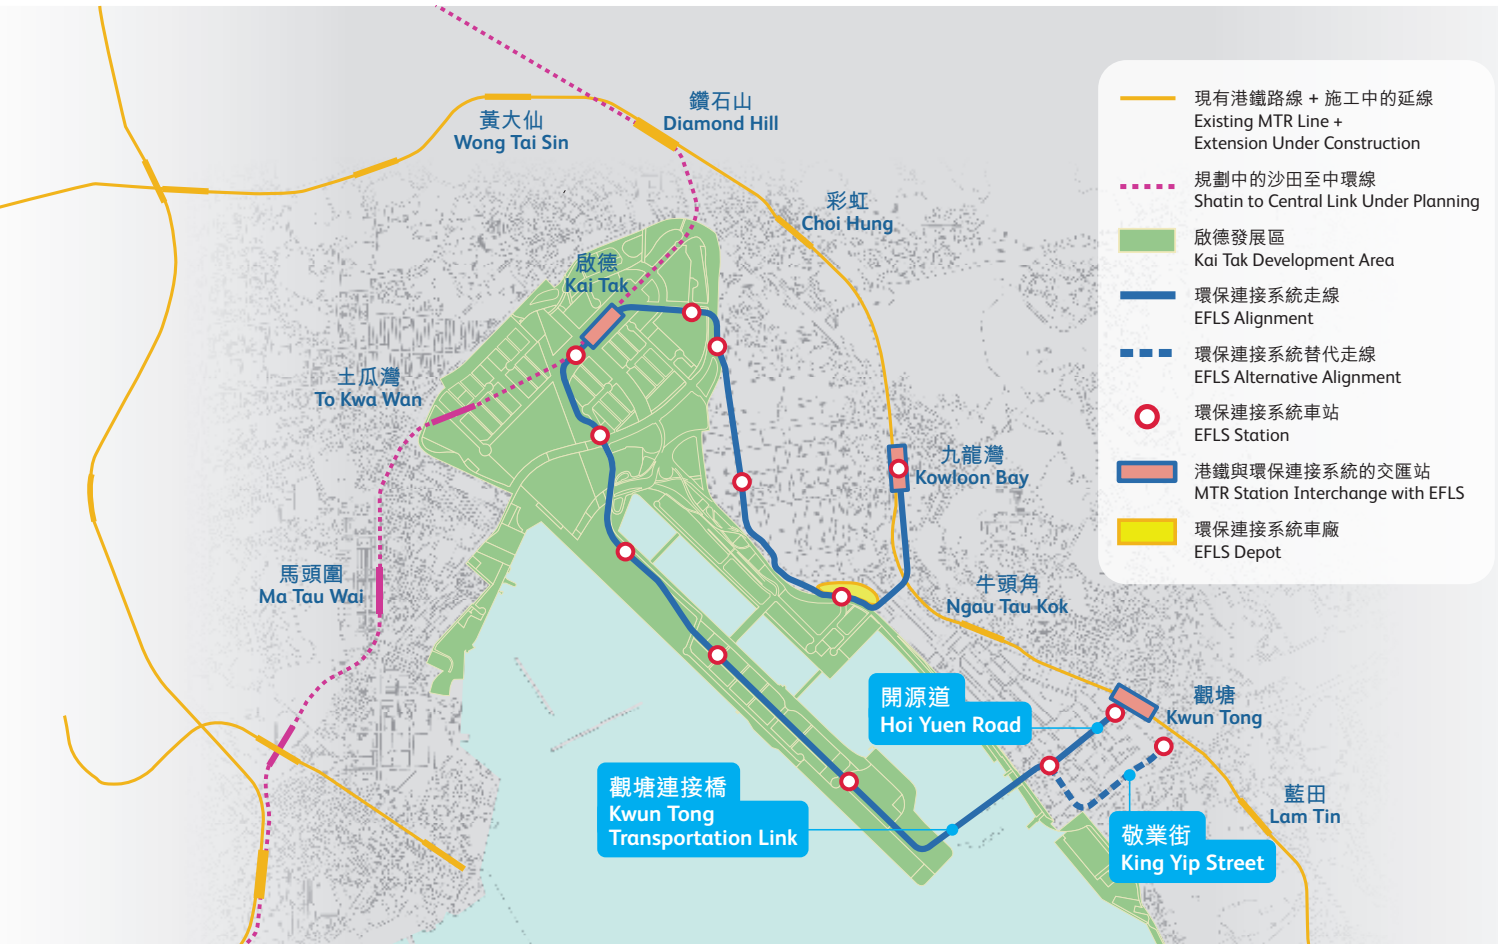 黃大仙
Wong Tai Sin
鑽石山
Diamond Hill
彩虹
Choi Hung
啟德
Kai Tak
土瓜灣
To Kwa Wan
九龍灣
Kowloon Bay
馬頭圍
Ma Tau Wai
牛頭角
Ngau Tau Kok
開源道
Hoi Yuen Road
觀塘
Kwun Tong
觀塘連接橋
Kwun Tong
Transportation Link
藍田
Lam Tin
敬業街
King Yip Street
現有港鐵路線 + 施工中的延線
Existing MTR Line +
Extension Under Construction
規劃中的沙田至中環線
Shatin to Central Link Under Planning
啟德發展區
Kai Tak Development Area
環保連接系統走線
EFLS Alignment
環保連接系統替代走線
EFLS Alternative Alignment
環保連接系統車站
EFLS Station
港鐵與環保連接系統的交匯站
MTR Station Interchange with EFLS
環保連接系統車廠
EFLS Depot